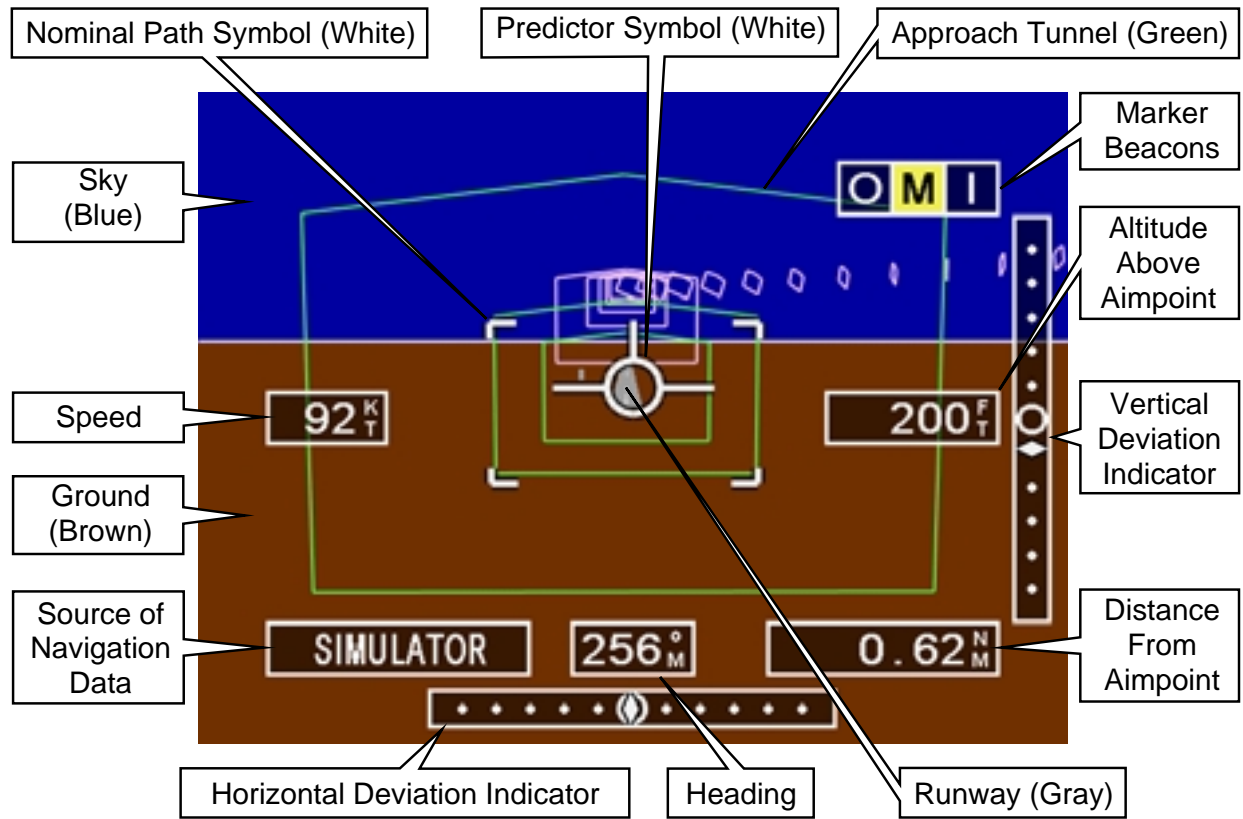 Nominal Path Symbol (White)
Predictor Symbol (White)
Approach Tunnel (Green)
Marker
Beacons
O M I
Sky
(Blue)
Altitude
Above
Aimpoint
Speed
92 KT
200 FT
Vertical
Deviation
Indicator
Ground
(Brown)
Source of
Navigation
Data
SIMULATOR
256°M
0.62 NM
Distance
From
Aimpoint
Horizontal Deviation Indicator
Heading
Runway (Gray)